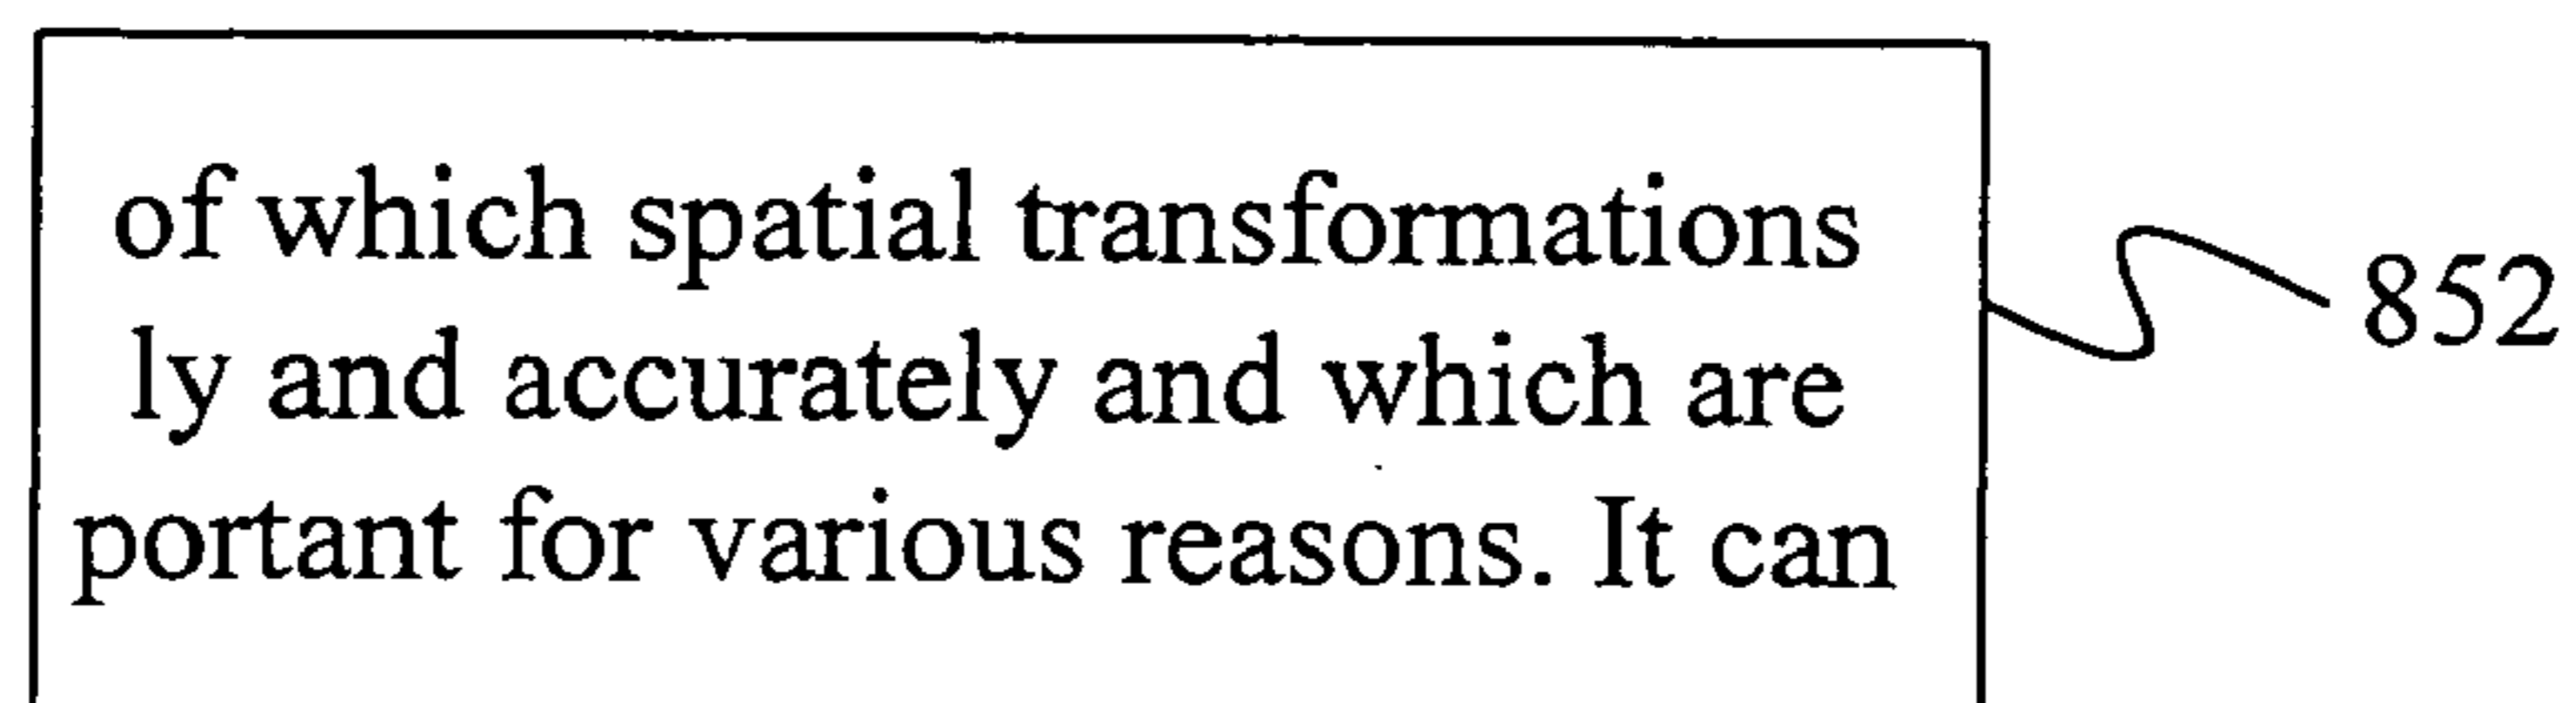 of which spatial transformations
852
ly and accurately and which are
portant for various reasons. It can